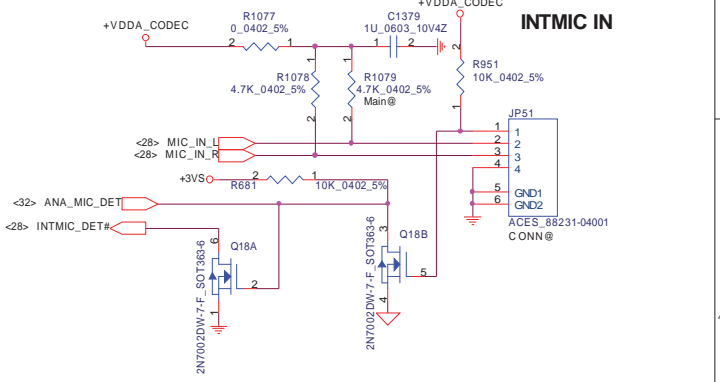 +VDDA_CODEC
INTMIC IN
+VDDA_CODEC
R1077
0_0402_5%
2
1
C1379
1U_0603_10V4Z
1
2
2
R951
10K_0402_5%
1
1
R1078
4.7K_0402_5%
2
1
R1079
4.7K_0402_5%
Main@
2
JP51
1
2
3
4
1
2
3
4
5
6
GND1
GND2
ACES_88231-04001
CONN@
<28> MIC_IN_L
<28> MIC_IN_R
+3VS
2
1
R681
10K_0402_5%
<32> ANA_MIC_DET
<28> INTMIC_DET#
6
Q18A
2
1
2N7002DW-7-F_SOT363-6
3
Q18B
5
4
2N7002DW-7-F_SOT363-6